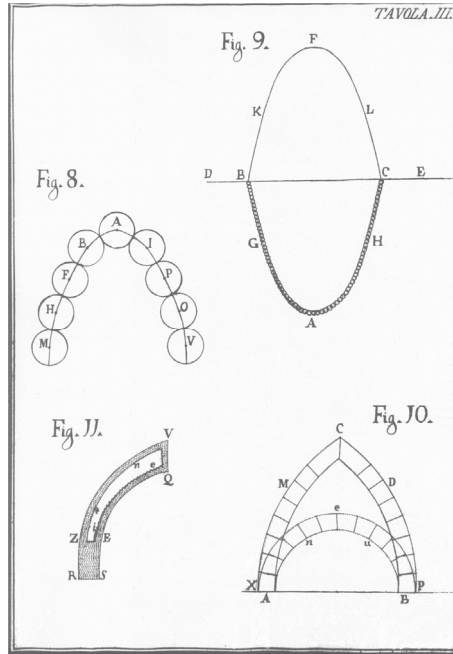 TAVOLA.III.
Fig. 9.
F
K L
D B C E
G H
A
Fig. 8.
A
B I
F P
H O
M V
Fig. 11.
V
n e
Q
i
Z E
R S
Fig. 10.
C
M D
e
n u
X A B P